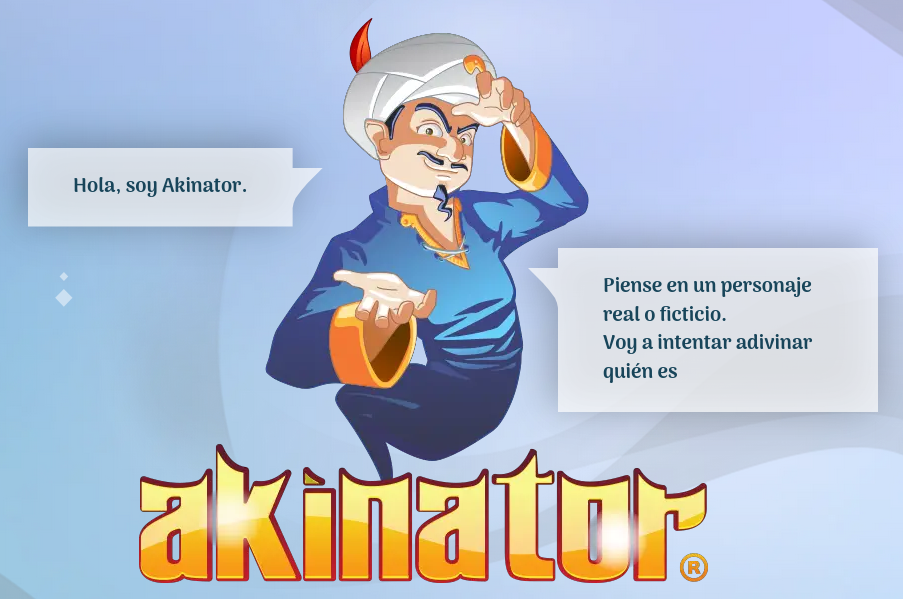 Hola, soy Akinator.
Piense en un personaje
real o ficticio.
Voy a intentar adivinar
quién es
akinator®